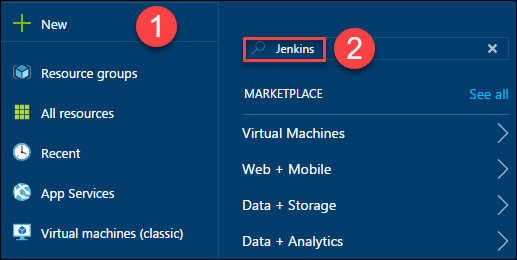 New
1
Resource groups
All resources
Recent
App Services
Virtual machines (classic)
Jenkins
2
MARKETPLACE
See all
Virtual Machines
Web + Mobile
Data + Storage
Data + Analytics